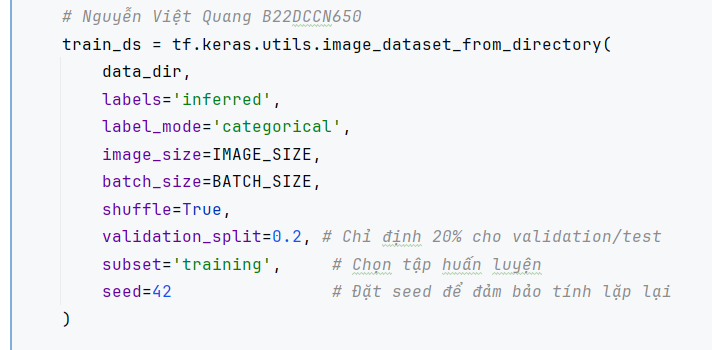 # Nguyễn Việt Quang B22DCCN650
train_ds = tf.keras.utils.image_dataset_from_directory(
    data_dir,
    labels='inferred',
    label_mode='categorical',
    image_size=IMAGE_SIZE,
    batch_size=BATCH_SIZE,
    shuffle=True,
    validation_split=0.2, # Chỉ định 20% cho validation/test
    subset='training',     # Chọn tập huấn luyện
    seed=42                # Đặt seed để đảm bảo tính lặp lại
)